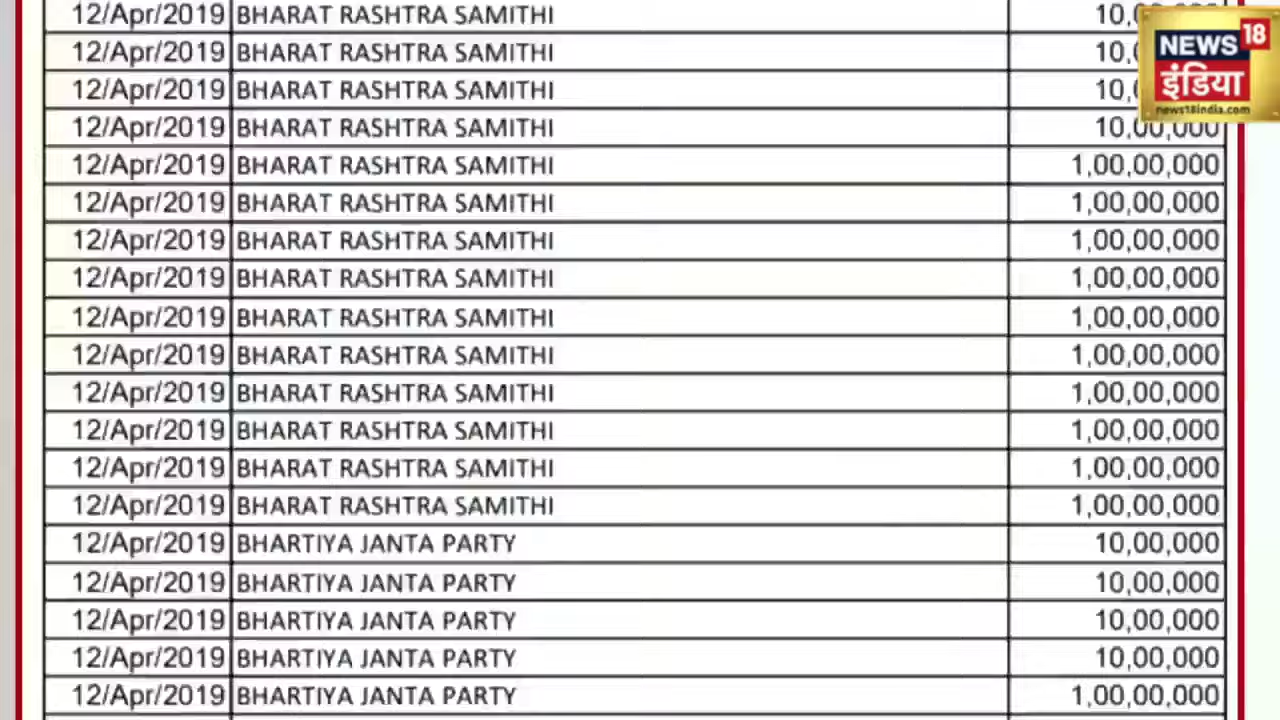 12/Apr/2019 BHARAT RASHTRA SAMITHI 10,
12/Apr/2019 BHARAT RASHTRA SAMITHI 10,
12/Apr/2019 BHARAT RASHTRA SAMITHI 10,
12/Apr/2019 BHARAT RASHTRA SAMITHI 10,00,000
12/Apr/2019 BHARAT RASHTRA SAMITHI 1,00,00,000
12/Apr/2019 BHARAT RASHTRA SAMITHI 1,00,00,000
12/Apr/2019 BHARAT RASHTRA SAMITHI 1,00,00,000
12/Apr/2019 BHARAT RASHTRA SAMITHI 1,00,00,000
12/Apr/2019 BHARAT RASHTRA SAMITHI 1,00,00,000
12/Apr/2019 BHARAT RASHTRA SAMITHI 1,00,00,000
12/Apr/2019 BHARAT RASHTRA SAMITHI 1,00,00,000
12/Apr/2019 BHARAT RASHTRA SAMITHI 1,00,00,000
12/Apr/2019 BHARAT RASHTRA SAMITHI 1,00,00,000
12/Apr/2019 BHARAT RASHTRA SAMITHI 1,00,00,000
12/Apr/2019 BHARTIYA JANTA PARTY 10,00,000
12/Apr/2019 BHARTIYA JANTA PARTY 10,00,000
12/Apr/2019 BHARTIYA JANTA PARTY 10,00,000
12/Apr/2019 BHARTIYA JANTA PARTY 10,00,000
12/Apr/2019 BHARTIYA JANTA PARTY 1,00,00,000
NEWS 18
इंडिया
news18india.com